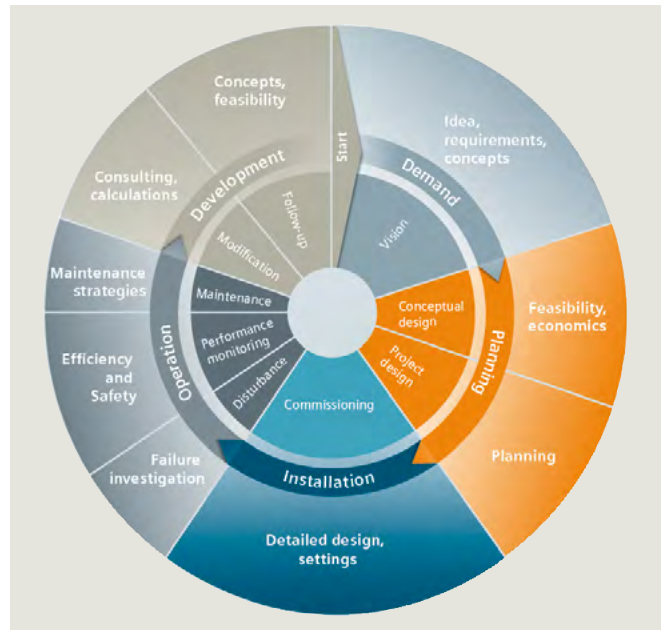 Start
Idea,
requirements,
concepts
Demand
Vision
Feasibility,
economics
Planning
Conceptual
design
Project
design
Planning
Detailed design,
settings
Installation
Commissioning
Failure
investigation
Efficiency
and
Safety
Maintenance
strategies
Operation
Disturbance
Performance
monitoring
Maintenance
Consulting,
calculations
Concepts,
feasibility
Development
Modification
Follow-up